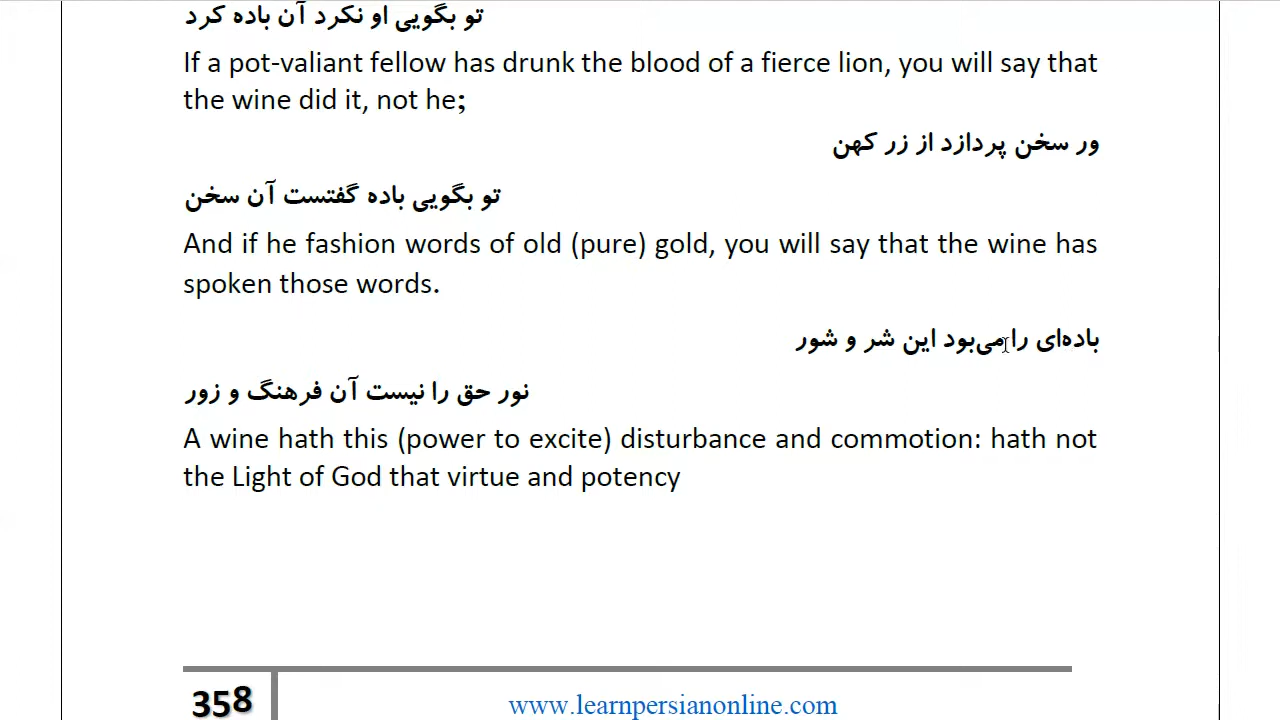 تو بگویی او نکرد آن باده کرد
If a pot-valiant fellow has drunk the blood of a fierce lion, you will say that
the wine did it, not he;
ور سخن پردازد از زر کهن
تو بگویی باده گفتست آن سخن
And if he fashion words of old (pure) gold, you will say that the wine has
spoken those words.
باده‌ای را می‌بود این شر و شور
نور حق را نیست آن فرهنگ و زور
A wine hath this (power to excite) disturbance and commotion: hath not
the Light of God that virtue and potency
358
www.learnpersianonline.com